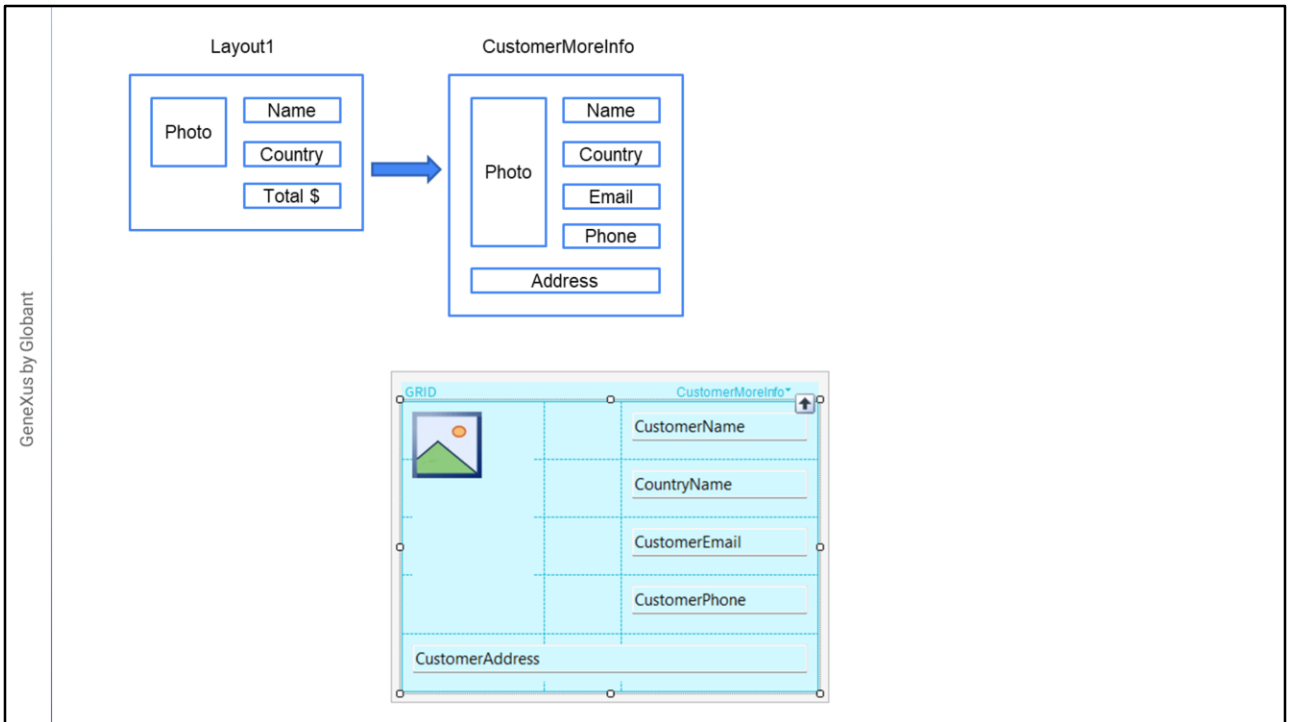 Layout1
CustomerMoreInfo
Photo
Name
Country
Total $
Photo
Name
Country
Email
Phone
Address
GeneXus by Globant
GRID
CustomerMoreInfo
CustomerName
CountryName
CustomerEmail
CustomerPhone
CustomerAddress